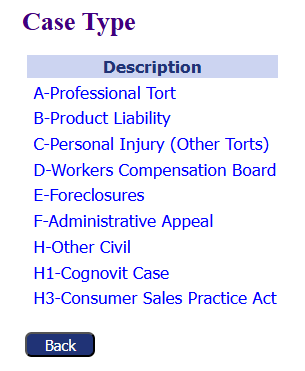 Case Type
Description
A-Professional Tort
B-Product Liability
C-Personal Injury (Other Torts)
D-Workers Compensation Board
E-Foreclosures
F-Administrative Appeal
H-Other Civil
H1-Cognovit Case
H3-Consumer Sales Practice Act
Back